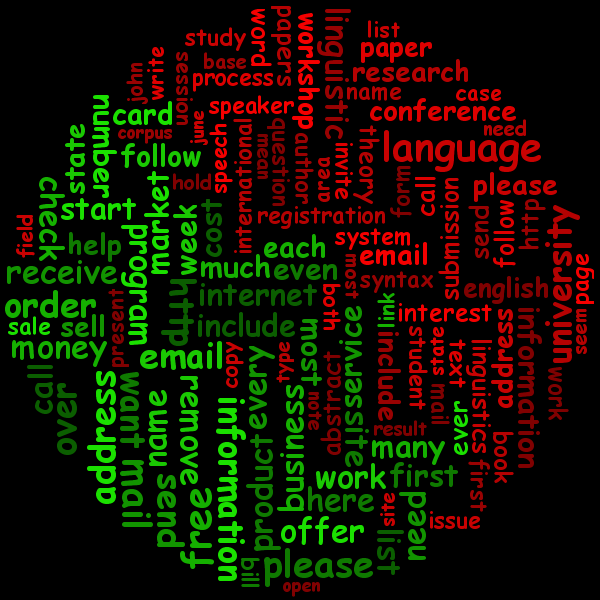 study
word
papers
workshop
linguistic
list
paper
write
session
base
process
research
john
name
case
june
speaker
conference
number
card
corpus
speech
international
mean
question
author
area
invite
theory
need
state
follow
language
hold
form
call
submission
please
check
start
market
week
cost
registration
send
follow
http
university
field
help
program
each
system
email
receive
much
even
most
syntax
english
page
seem
order
http
internet
both
link
interest
sale
sell
present
include
most
service
include
student
state
text
linguistics
address
information
money
email
copy
type
abstract
mail
work
call
over
address
want
name
remove
information
every
business
note
result
site
ever
book
first
many
mail
send
free
product
here
work
first
site
issue
offer
list
need
bill
please
open